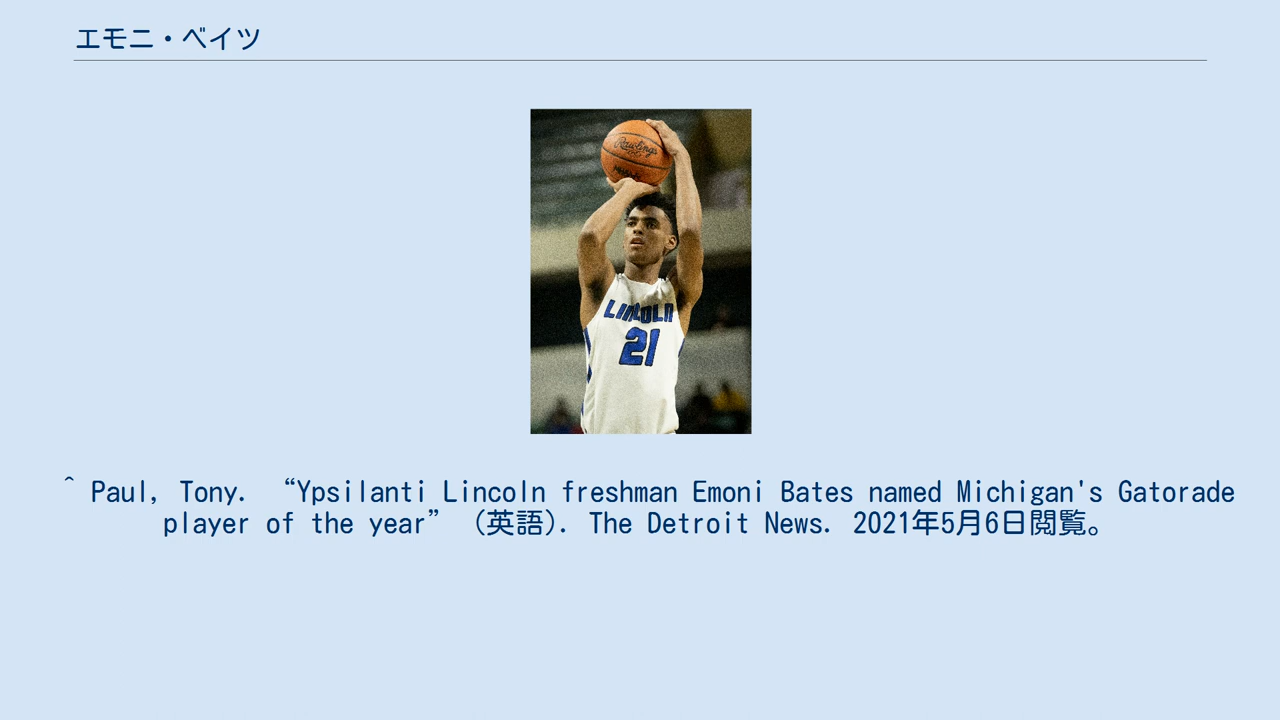 エモニ・ベイツ
Rawlings
LINCOLN
21
^ Paul, Tony. “Ypsilanti Lincoln freshman Emoni Bates named Michigan's Gatorade
player of the year” (英語). The Detroit News. 2021年5月6日閲覧。